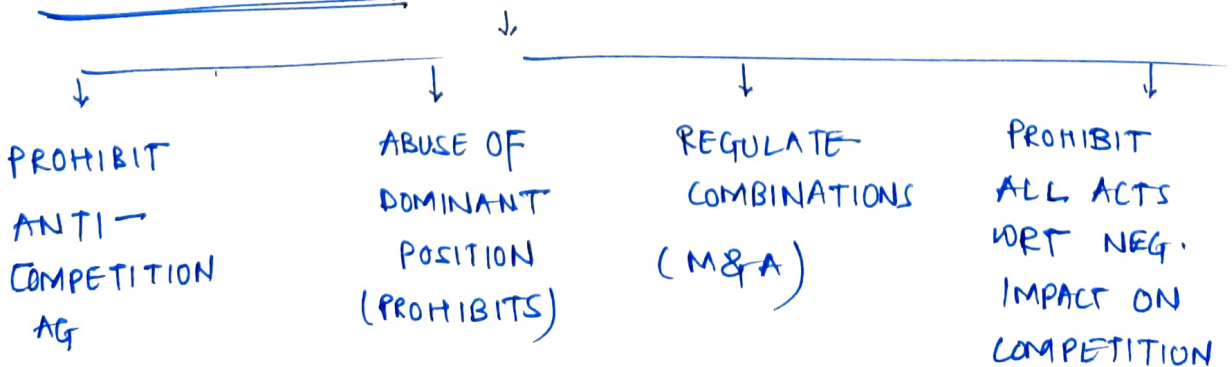 PROHIBIT
ANTI-
COMPETITION
AG
ABUSE OF
DOMINANT
POSITION
(PROHIBITS)
REGULATE
COMBINATIONS
(M&A)
PROHIBIT
ALL ACTS
WRT NEG.
IMPACT ON
COMPETITION